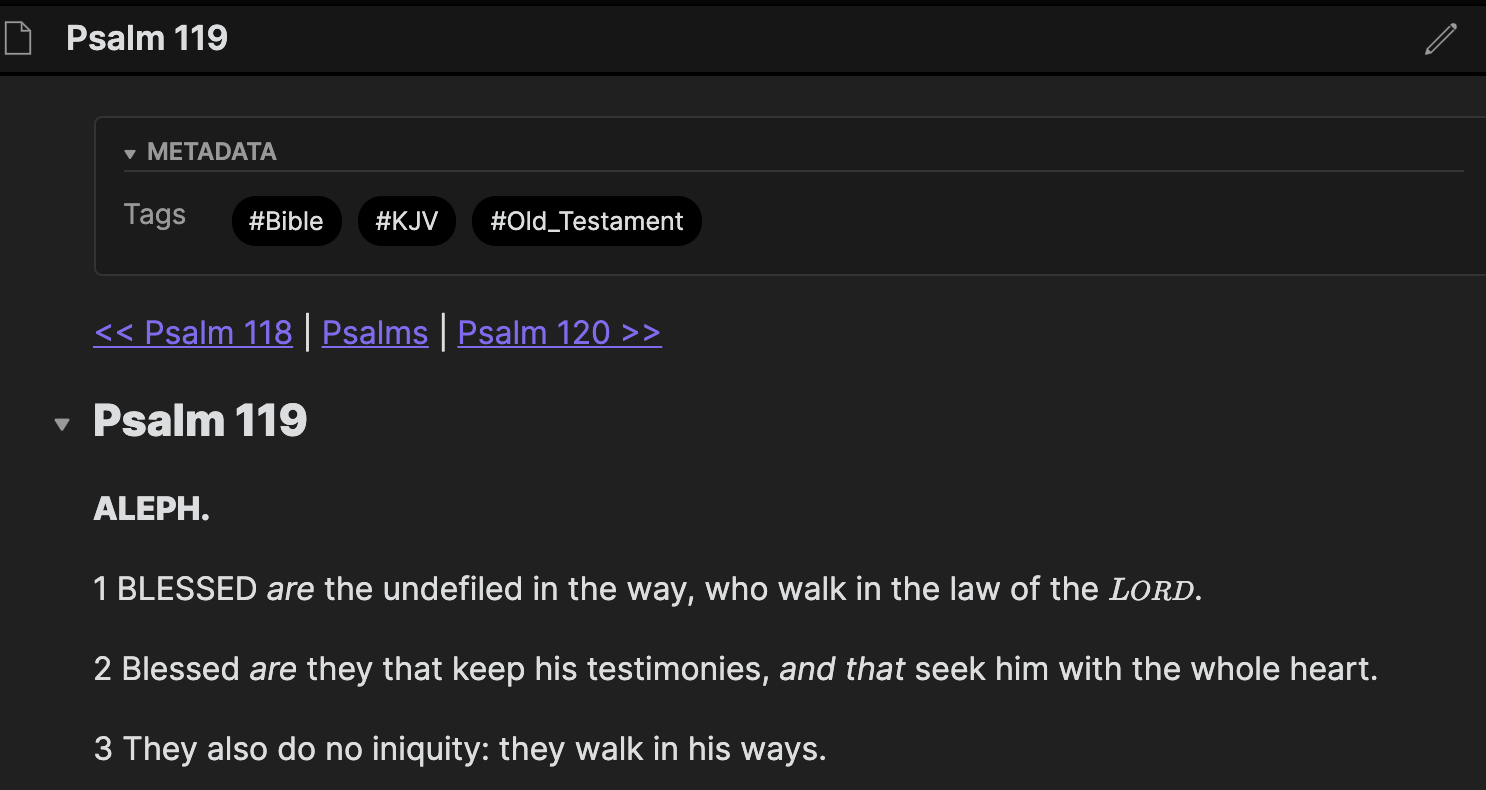 Psalm 119
METADATA
Tags #Bible #KJV #Old_Testament
<< Psalm 118 | Psalms | Psalm 120 >>
Psalm 119
ALEPH.
1 BLESSED are the undefiled in the way, who walk in the law of the LORD.
2 Blessed are they that keep his testimonies, and that seek him with the whole heart.
3 They also do no iniquity: they walk in his ways.